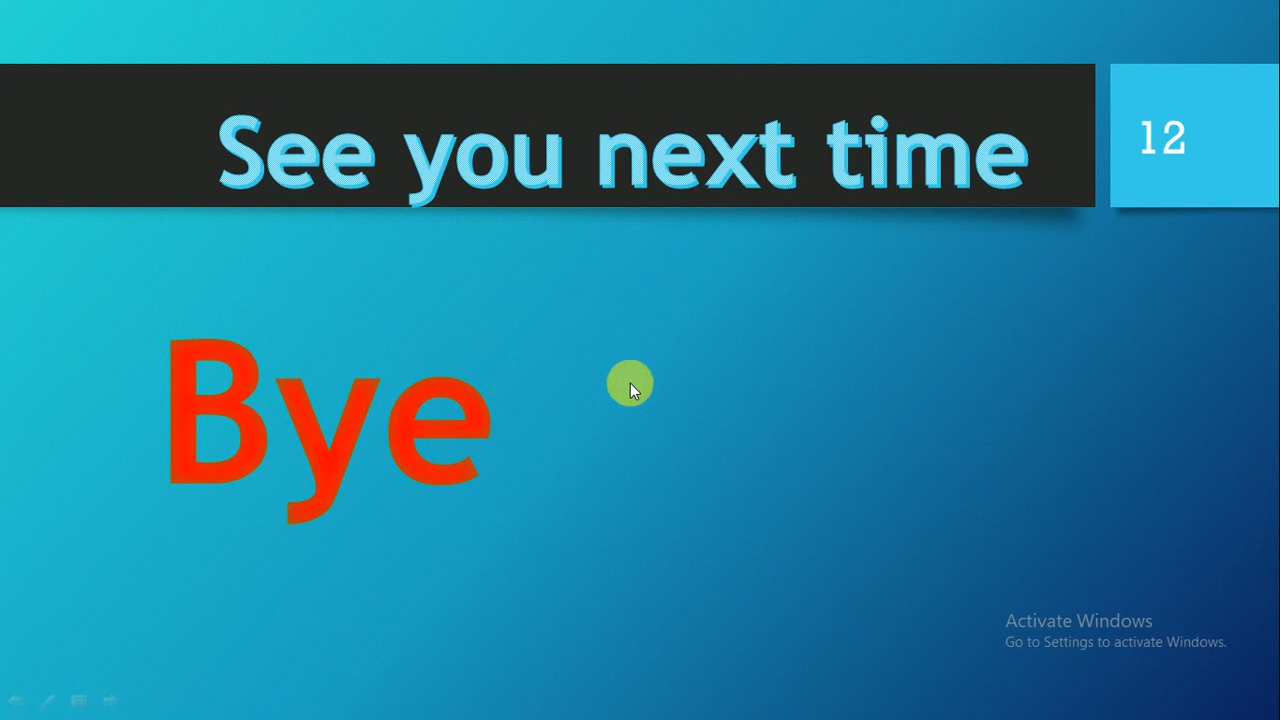 See you next time
12
Bye
Activate Windows
Go to Settings to activate Windows.